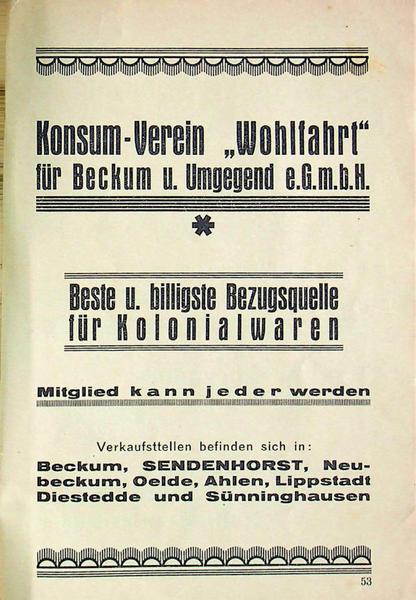 Konsum-Verein „Wohlfahrt“
für Beckum u. Umgegend e.G.m.b.H.
*
Beste u. billigste Bezugsquelle
für Kolonialwaren
Mitglied kann jeder werden
Verkaufsttellen befinden sich in:
Beckum, SENDENHORST, Neu-
beckum, Oelde, Ahlen, Lippstadt
Diestedde und Sünninghausen
53